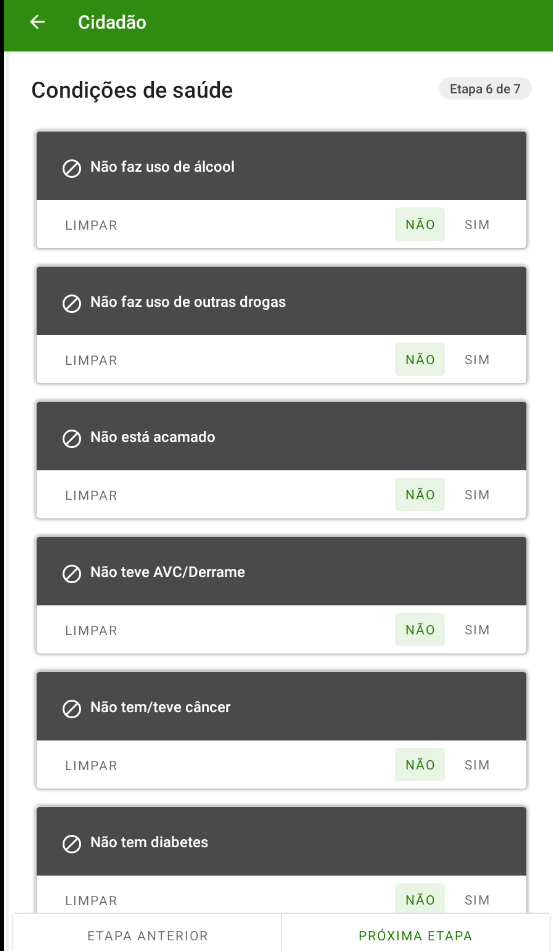 Cidadão
Condições de saúde
Etapa 6 de 7
Não faz uso de álcool
LIMPAR NÃO SIM
Não faz uso de outras drogas
LIMPAR NÃO SIM
Não está acamado
LIMPAR NÃO SIM
Não teve AVC/Derrame
LIMPAR NÃO SIM
Não tem/teve câncer
LIMPAR NÃO SIM
Não tem diabetes
LIMPAR NÃO SIM
ETAPA ANTERIOR PRÓXIMA ETAPA